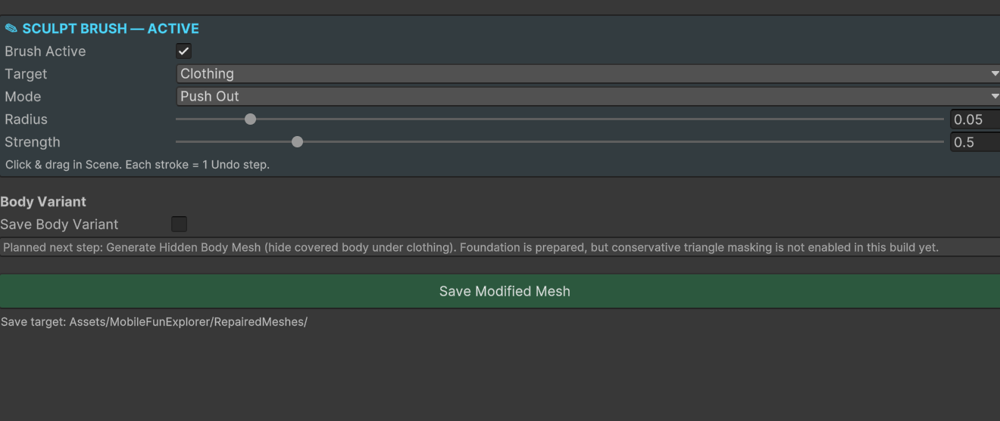 ✎ SCULPT BRUSH — ACTIVE
Brush Active
Target Clothing
Mode Push Out
Radius 0.05
Strength 0.5
Click & drag in Scene. Each stroke = 1 Undo step.
Body Variant
Save Body Variant
Planned next step: Generate Hidden Body Mesh (hide covered body under clothing). Foundation is prepared, but conservative triangle masking is not enabled in this build yet.
Save Modified Mesh
Save target: Assets/MobileFunExplorer/RepairedMeshes/